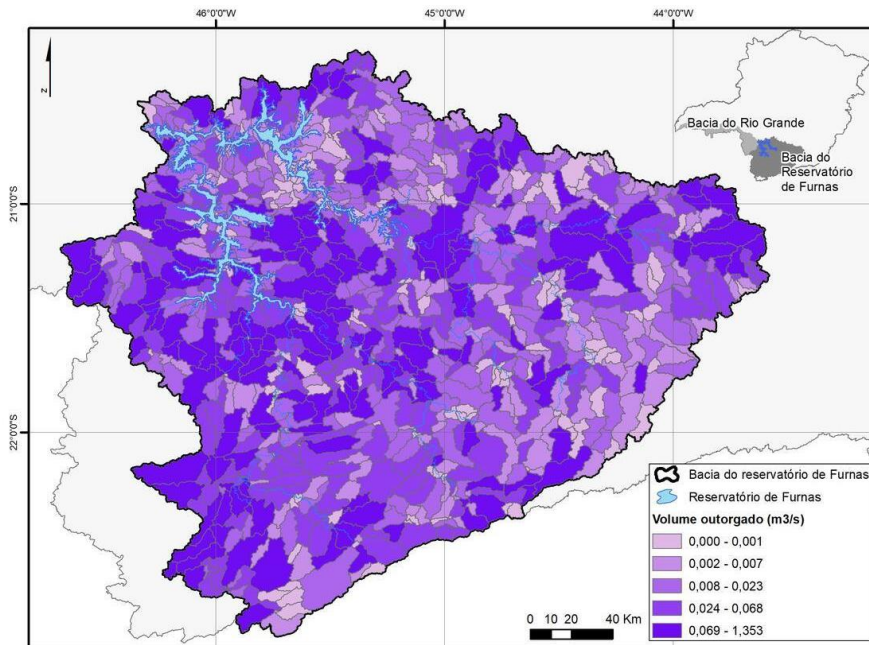 46°0'0"W 45°0'0"W 44°0'0"W
z
21°0'0"S
22°0'0"S
Bacia do Rio Grande
Bacia do
Reservatório
de Furnas
Bacia do reservatório de Furnas
Reservatório de Furnas
Volume outorgado (m3/s)
0,000 - 0,001
0,002 - 0,007
0,008 - 0,023
0,024 - 0,068
0,069 - 1,353
0 10 20 40 Km